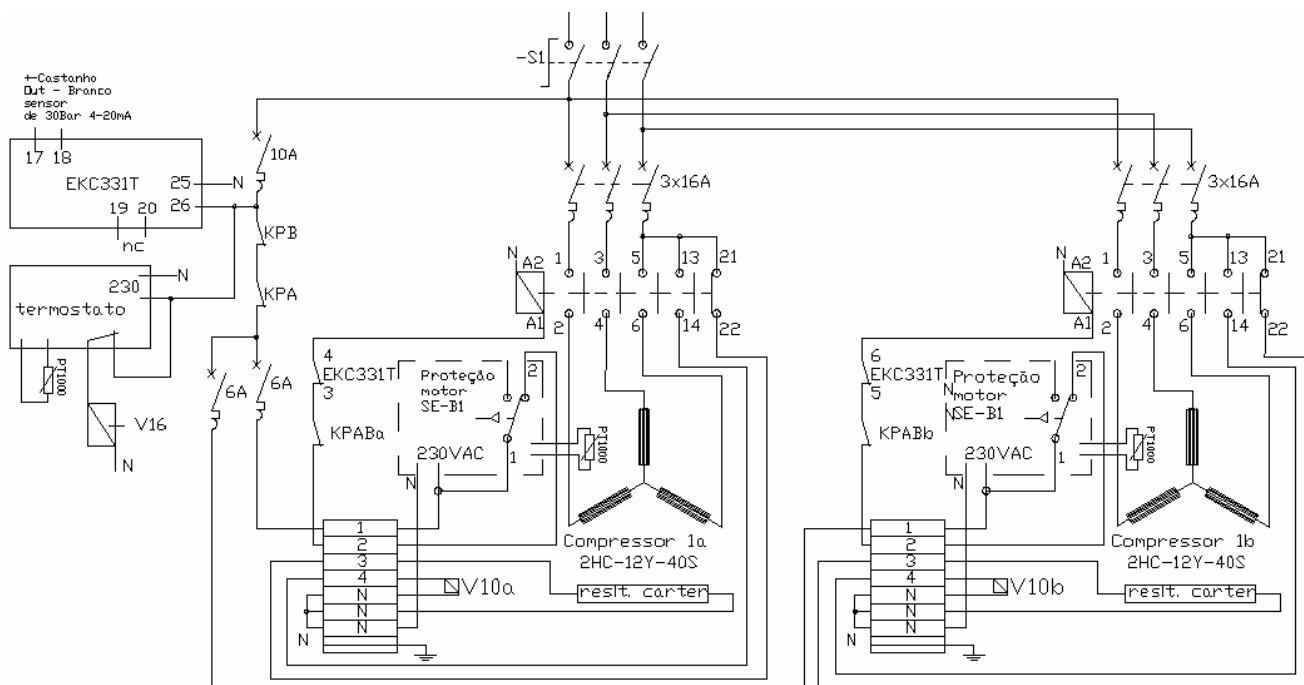 -S1
+-Castanho
Out - Branco
sensor
de 30Bar 4-20mA
17 18
EKC331T
25
N
19 20
26
nc
10A
3x16A
3x16A
KPB
N
230
termostato
KPA
PT1000
V16
N
6A
6A
N
A2
A1
1
3
5
13
21
2
4
6
14
22
4
EKC331T
3
KPABa
Proteção
motor
SE-B1
2
1
230VAC
N
PT1000
1
2
3
4
N
N
N
N
V10a
Compressor 1a
2HC-12Y-40S
resit. carter
N
A2
A1
1
3
5
13
21
2
4
6
14
22
6
EKC331T
5
KPABb
Proteção
N
motor
N
SE-B1
2
1
230VAC
N
PT1000
1
2
3
4
N
N
N
N
V10b
Compressor 1b
2HC-12Y-40S
resit. carter